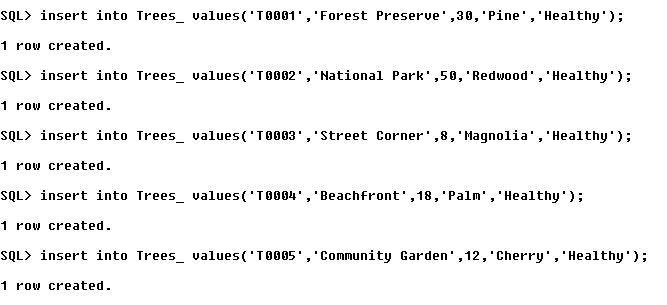 SQL> insert into Trees_ values('T0001','Forest Preserve',30,'Pine','Healthy');
1 row created.
SQL> insert into Trees_ values('T0002','National Park',50,'Redwood','Healthy');
1 row created.
SQL> insert into Trees_ values('T0003','Street Corner',8,'Magnolia','Healthy');
1 row created.
SQL> insert into Trees_ values('T0004','Beachfront',18,'Palm','Healthy');
1 row created.
SQL> insert into Trees_ values('T0005','Community Garden',12,'Cherry','Healthy');
1 row created.